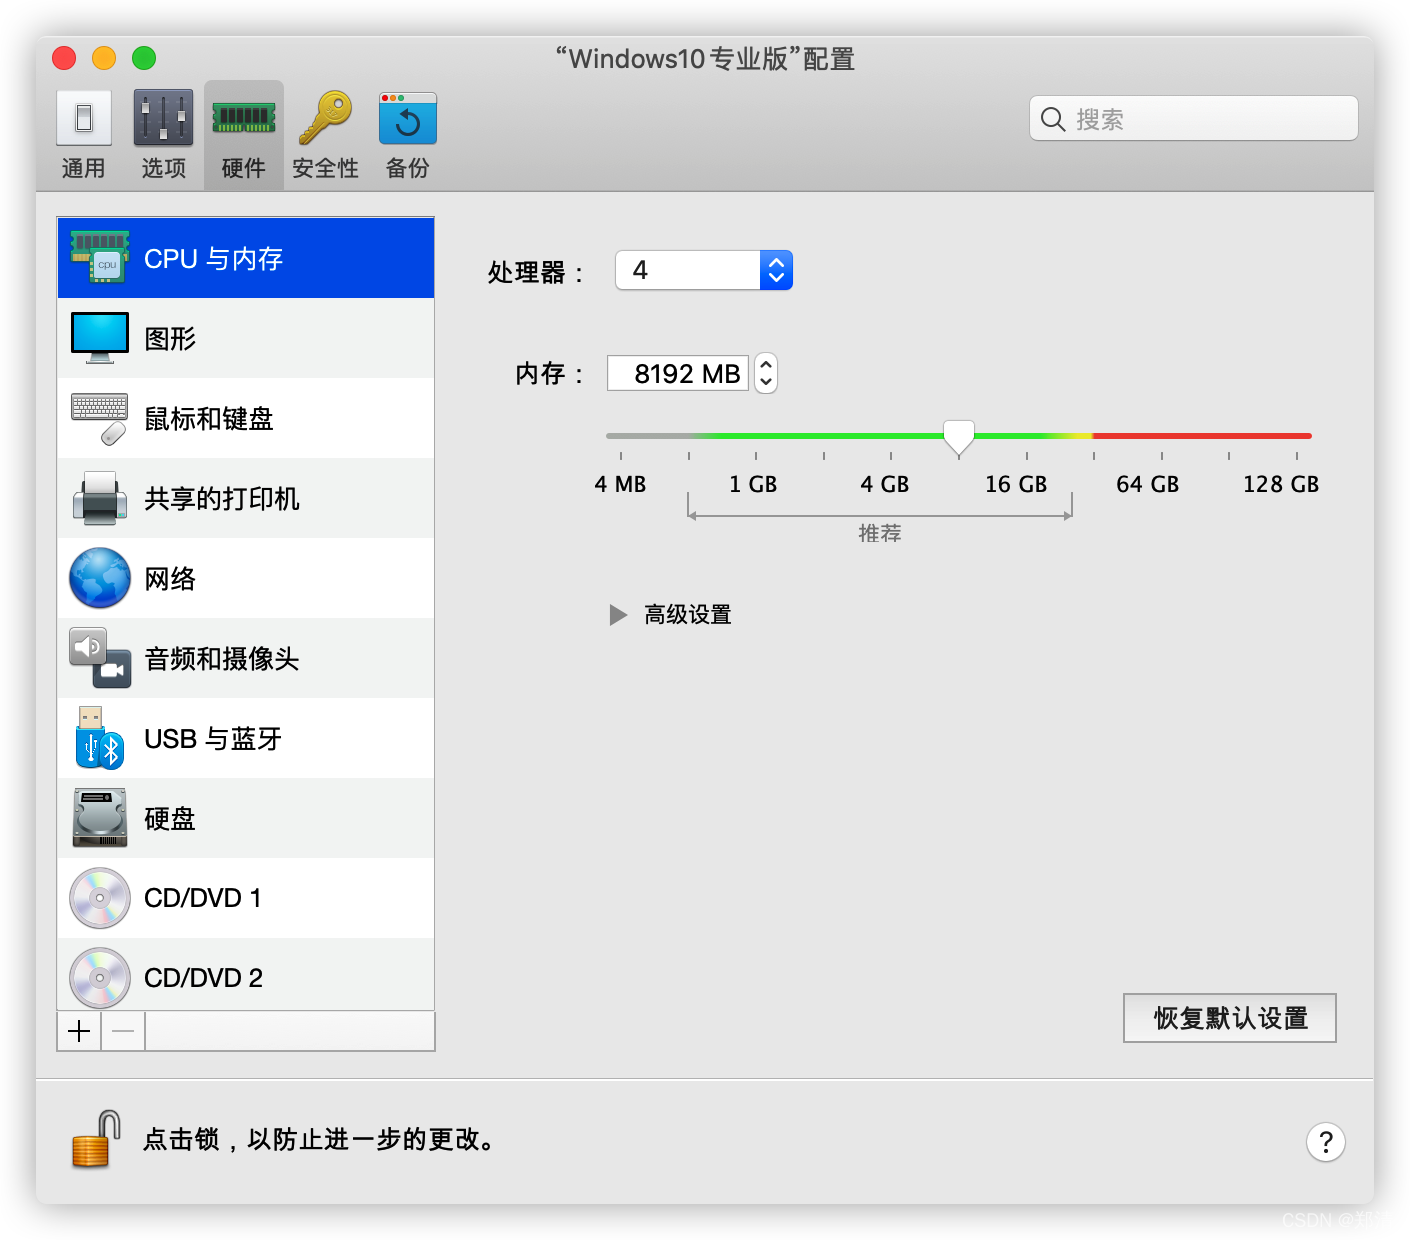 “Windows10 专业版”配置
通用
选项
硬件
安全性
备份
搜索
CPU 与内存
图形
鼠标和键盘
共享的打印机
网络
音频和摄像头
USB 与蓝牙
硬盘
CD/DVD 1
CD/DVD 2
处理器：
4
内存：
8192 MB
4 MB
1 GB
4 GB
16 GB
64 GB
128 GB
推荐
高级设置
恢复默认设置
点击锁，以防止进一步的更改。
?
cpu
CSDN